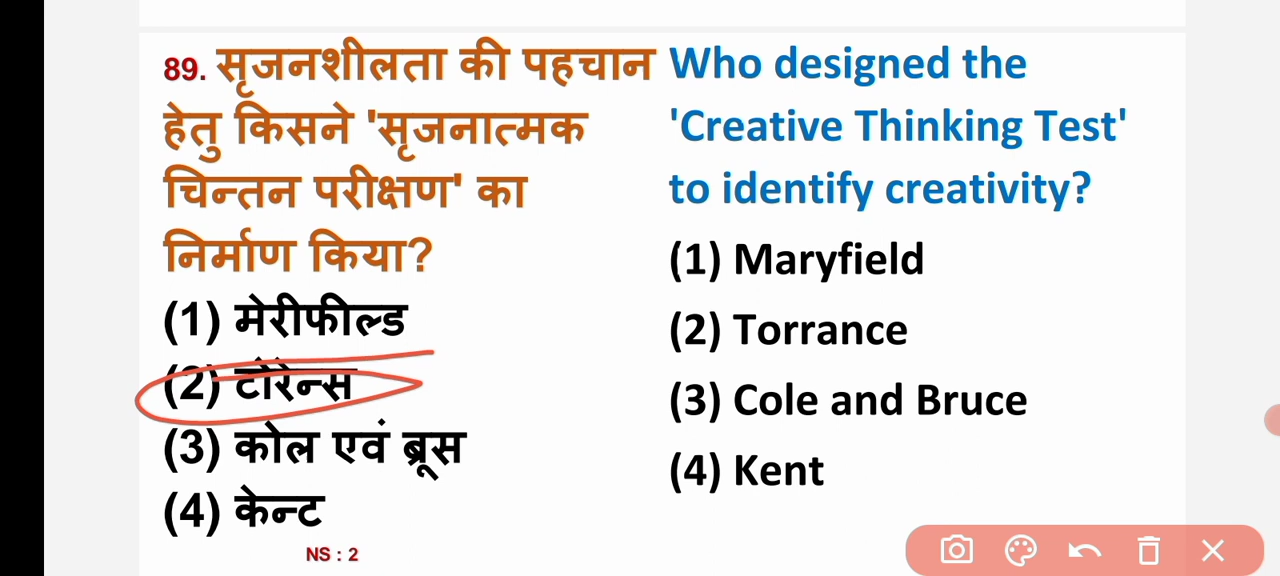 89. सृजनशीलता की पहचान
हेतु किसने 'सृजनात्मक
चिन्तन परीक्षण' का
निर्माण किया?
(1) मेरीफील्ड
(2) टोरेन्स
(3) कोल एवं ब्रूस
(4) केन्ट
NS : 2
Who designed the
'Creative Thinking Test'
to identify creativity?
(1) Maryfield
(2) Torrance
(3) Cole and Bruce
(4) Kent